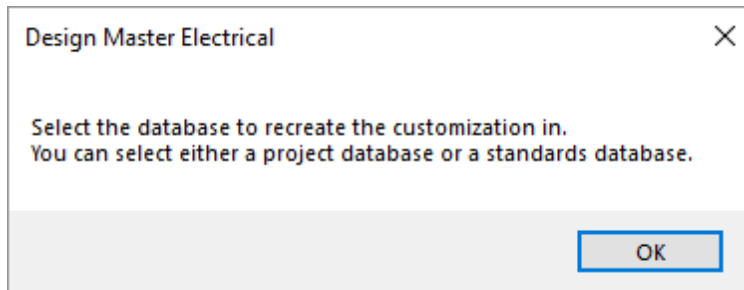 Design Master Electrical
Select the database to recreate the customization in.
You can select either a project database or a standards database.
OK